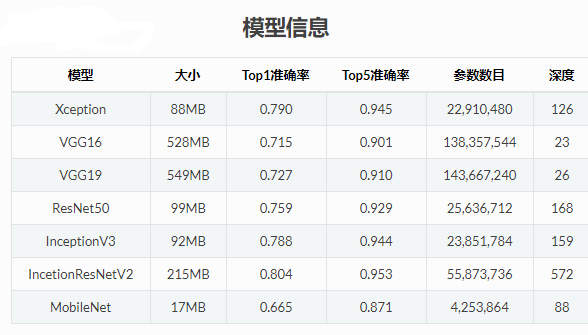 模型信息
模型 大小 Top1准确率 Top5准确率 参数数目 深度
Xception 88MB 0.790 0.945 22,910,480 126
VGG16 528MB 0.715 0.901 138,357,544 23
VGG19 549MB 0.727 0.910 143,667,240 26
ResNet50 99MB 0.759 0.929 25,636,712 168
InceptionV3 92MB 0.788 0.944 23,851,784 159
IncetionResNetV2 215MB 0.804 0.953 55,873,736 572
MobileNet 17MB 0.665 0.871 4,253,864 88